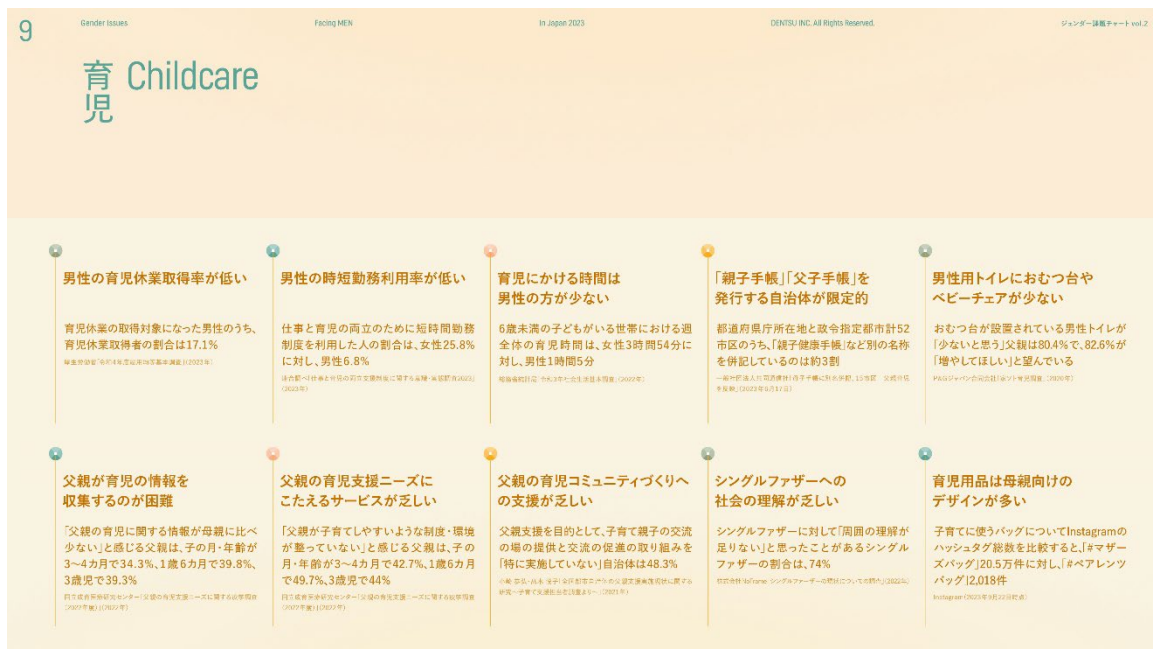 9
Gender Issues
Facing MEN
In Japan 2023
DENTSU INC. All Rights Reserved.
ジェンダー課題チャート vol.2
育児
Childcare
男性の育児休業取得率が低い
育児休業の取得対象になった男性のうち、
育児休業取得者の割合は17.1%
男性の時短勤務利用率が低い
仕事と育児の両立のために短時間勤務
制度を利用した人の割合は、女性25.8%
に対し、男性6.8%
育児にかける時間は
男性の方が少ない
6歳未満の子どもがいる世帯における週
全体の育児時間は、女性3時間54分に
対し、男性1時間5分
「親子手帳」「父子手帳」を
発行する自治体が限定的
都道府県庁所在地と政令指定都市計52
市区のうち、「親子健康手帳」など別の名称
を併記しているのは約3割
男性用トイレにおむつ台や
ベビーチェアが少ない
おむつ台が設置されている男性トイレが
「少ないと思う」父親は80.4%で、82.6%が
「増やしてほしい」と望んでいる
父親が育児の情報を
収集するのが困難
「父親の育児に関する情報が母親に比べ
少ない」と感じる父親は、子の月・年齢が
3〜4カ月で34.3%、1歳6カ月で39.8%、
3歳児で39.3%
父親の育児支援ニーズに
こたえるサービスが乏しい
「父親が子育てしやすいような制度・環境
が整っていない」と感じる父親は、子の
月・年齢が3〜4カ月で42.7%、1歳6カ月
で49.7%、3歳児で44%
父親の育児コミュニティづくりへ
の支援が乏しい
父親支援を目的として、子育て親子の交流
の場の提供と交流の促進の取り組みを
「特に実施していない」自治体は48.3%
シングルファザーへの
社会の理解が乏しい
シングルファザーに対して「周囲の理解が
足りない」と思ったことがあるシングル
ファザーの割合は、74%
育児用品は母親向けの
デザインが多い
子育てに使うバッグについてInstagramの
ハッシュタグ総数を比較すると、「#マザー
ズバッグ」20.5万件に対し、「#ペアレンツ
バッグ」2,018件